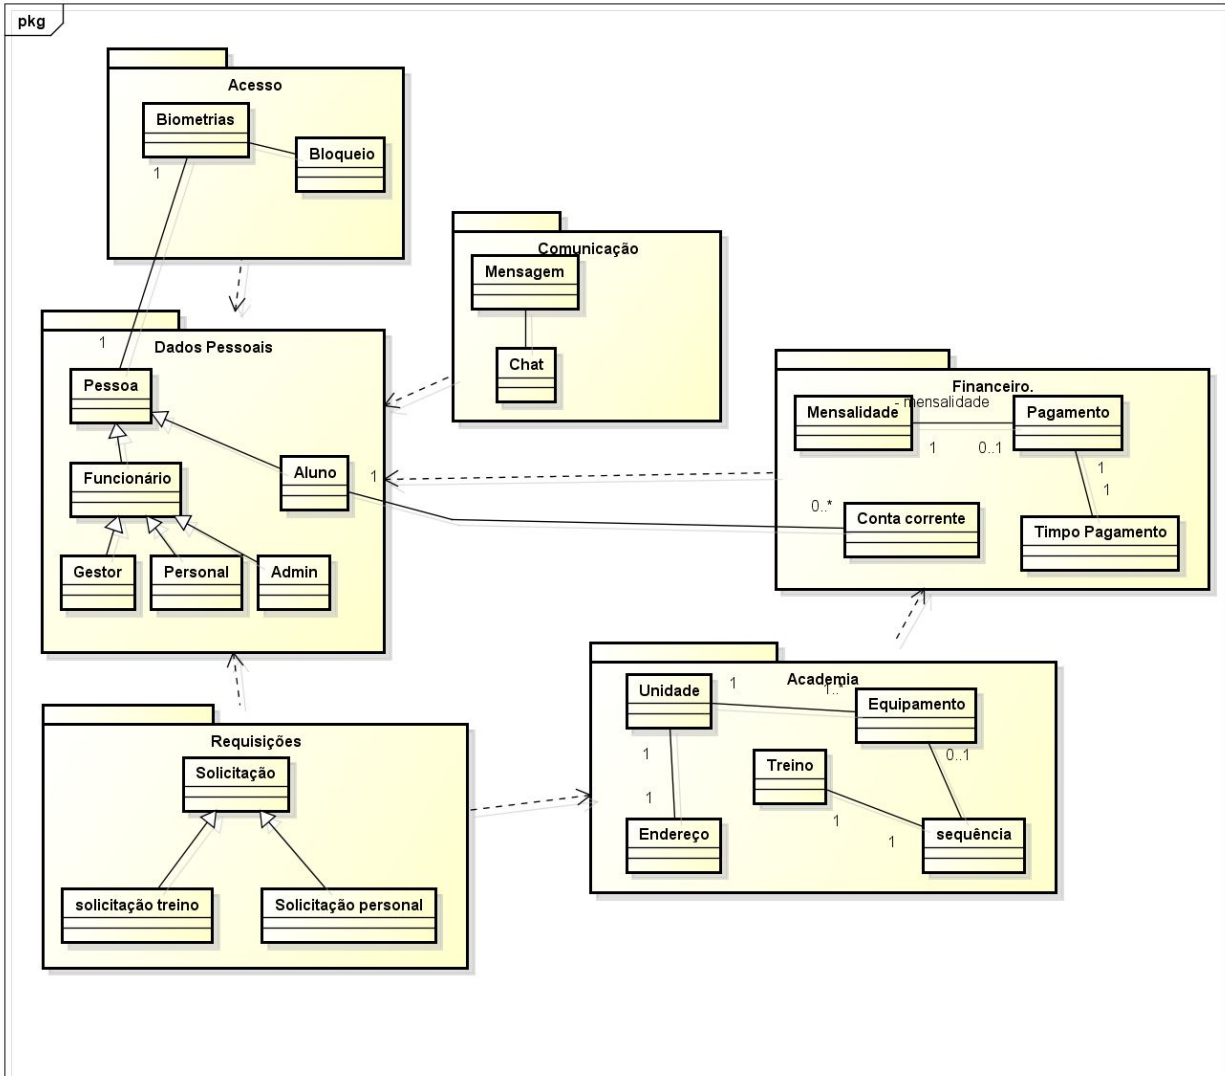 pkg
Acesso
Biometrias
Bloqueio
1
Comunicação
Mensagem
Chat
1
Dados Pessoais
Pessoa
Funcionário
Aluno
1
Gestor
Personal
Admin
Financeiro.
- mensalidade
Mensalidade
Pagamento
1
0..1
1
1
0..*
Conta corrente
Timpo Pagamento
Academia
Unidade
1
1..*
Equipamento
1
0..1
Treino
1
1
1
Endereço
sequência
Requisições
Solicitação
solicitação treino
Solicitação personal